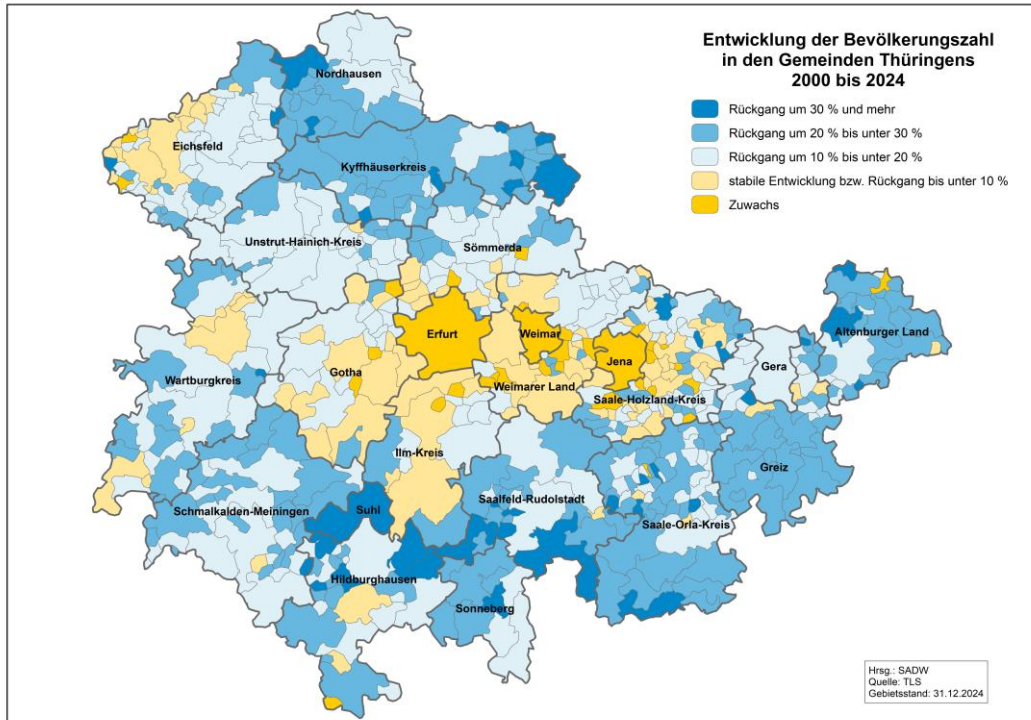 Entwicklung der Bevölkerungszahl
in den Gemeinden Thüringens
2000 bis 2024
Rückgang um 30 % und mehr
Rückgang um 20 % bis unter 30 %
Rückgang um 10 % bis unter 20 %
stabile Entwicklung bzw. Rückgang bis unter 10 %
Zuwachs
Nordhausen
Eichsfeld
Kyffhäuserkreis
Unstrut-Hainich-Kreis
Sömmerda
Altenburger Land
Erfurt
Weimar
Jena
Gera
Gotha
Wartburgkreis
Weimarer Land
Saale-Holzland-Kreis
Ilm-Kreis
Greiz
Saalfeld-Rudolstadt
Schmalkalden-Meiningen
Suhl
Saale-Orla-Kreis
Hildburghausen
Sonneberg
Hrsg.: SADW
Quelle: TLS
Gebietsstand: 31.12.2024